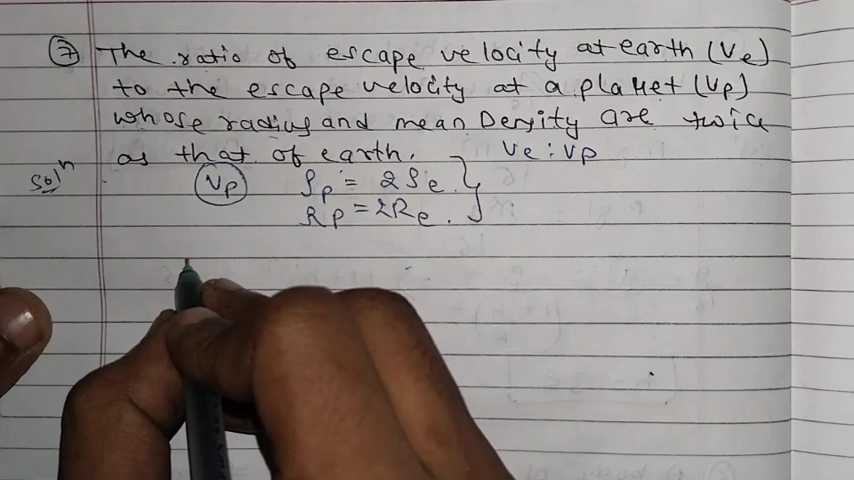 ⑦ The ratio of escape velocity at earth (Ve)
to the escape velocity at a planet (Vp)
whose radius and mean Density are twice
as that of earth. Ve : Vp
Solⁿ Vp ρp = 2ρe.
Rp = 2Re.